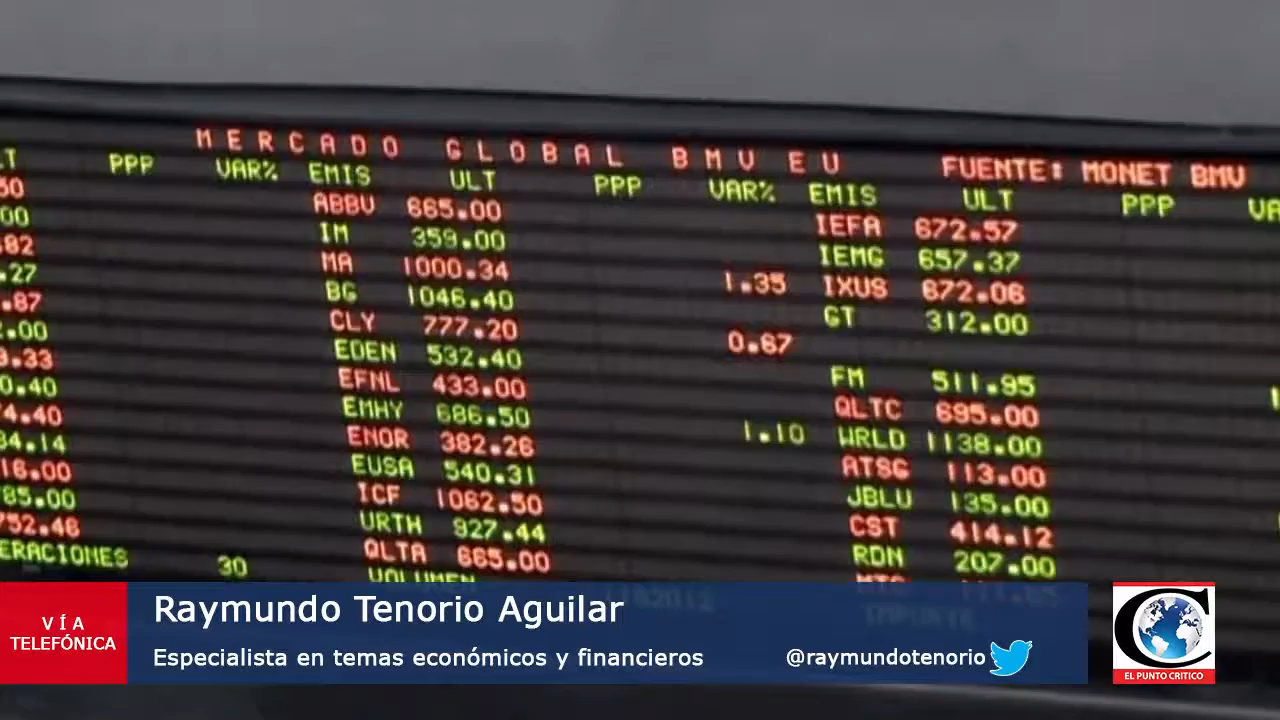 MERCADO GLOBAL BMV EU FUENTE: MONET BMV
PPP VAR% EMIS ULT PPP VAR% EMIS ULT PPP
ABBV 665.00 IEFA 672.57
IM 359.00 IEMG 657.37
MA 1000.34 1.35 IXUS 672.06
BG 1046.40 GT 312.00
CLY 777.20 0.67
EDEN 532.40 FM 511.95
EFNL 433.00 QLTC 695.00
EMHY 686.50 1.10 WRLD 1138.00
ENOR 382.26 ATSG 113.00
EUSA 540.31 JBLU 135.00
ICF 1062.50 CST 414.12
URTH 927.44 RDN 207.00
QLTA 665.00
30 VOLUMEN
VÍA
TELEFÓNICA
Raymundo Tenorio Aguilar
Especialista en temas económicos y financieros
@raymundotenorio
C
EL PUNTO CRITICO